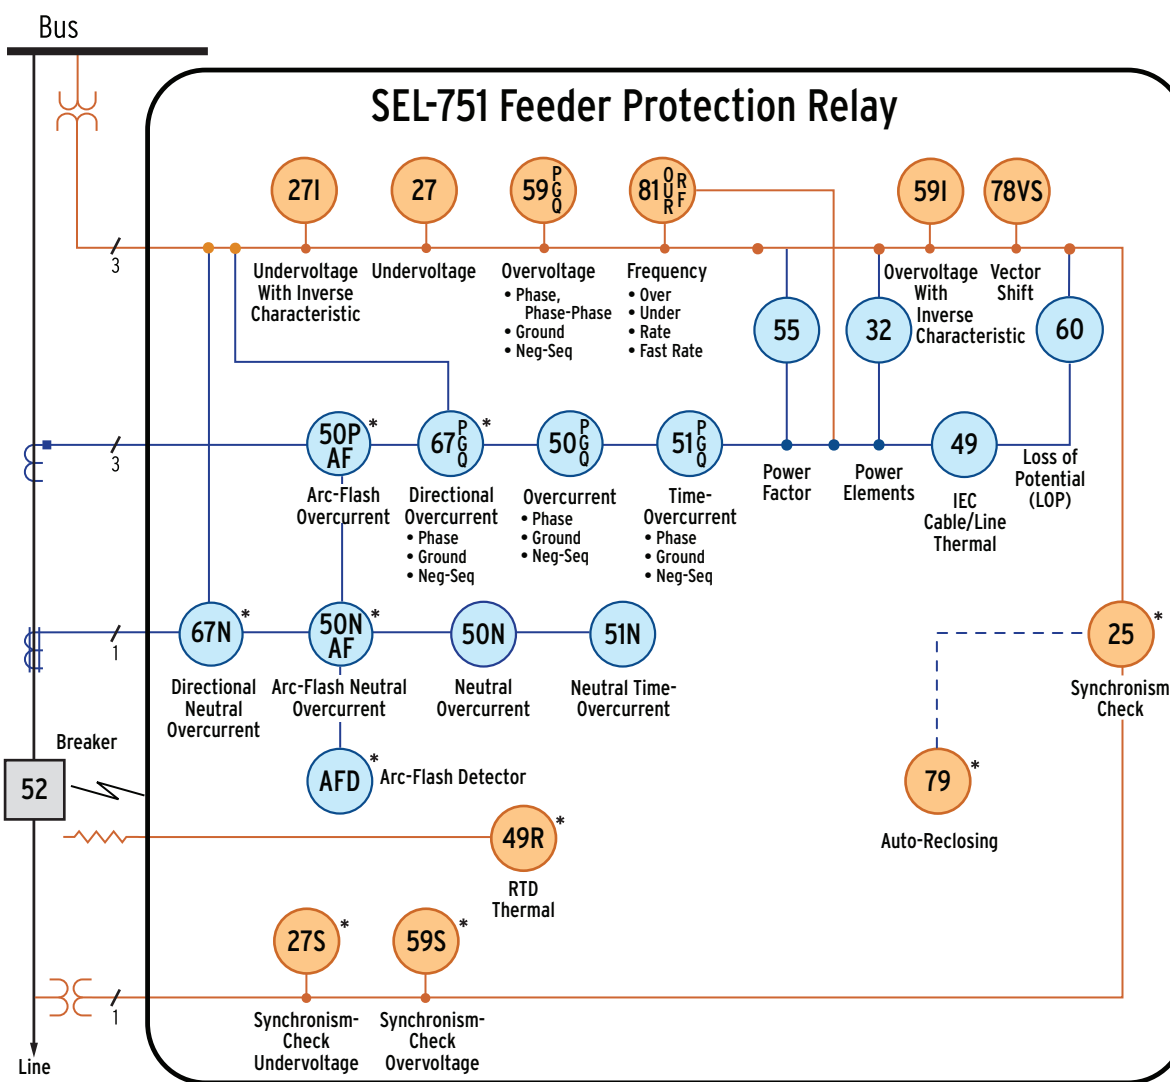 Bus
SEL-751 Feeder Protection Relay
27I
27
59 P G Q
81 O U R R F
59I
78VS
3
Undervoltage
With Inverse
Characteristic
Undervoltage
Overvoltage
• Phase,
Phase-Phase
• Ground
• Neg-Seq
Frequency
• Over
• Under
• Rate
• Fast Rate
55
32
Overvoltage
With
Inverse
Characteristic
Vector
Shift
60
3
50P
AF
*
67 P G Q
*
50 P G Q
51 P G Q
49
Arc-Flash
Overcurrent
Directional
Overcurrent
• Phase
• Ground
• Neg-Seq
Overcurrent
• Phase
• Ground
• Neg-Seq
Time-
Overcurrent
• Phase
• Ground
• Neg-Seq
Power
Factor
Power
Elements
IEC
Cable/Line
Thermal
Loss of
Potential
(LOP)
1
67N
*
50N
AF
*
50N
51N
25
*
Directional
Neutral
Overcurrent
Arc-Flash Neutral
Overcurrent
Neutral
Overcurrent
Neutral Time-
Overcurrent
Synchronism
Check
Breaker
52
AFD
*
Arc-Flash Detector
79
*
Auto-Reclosing
49R
*
RTD
Thermal
27S
*
59S
*
1
Synchronism-
Check
Undervoltage
Synchronism-
Check
Overvoltage
Line